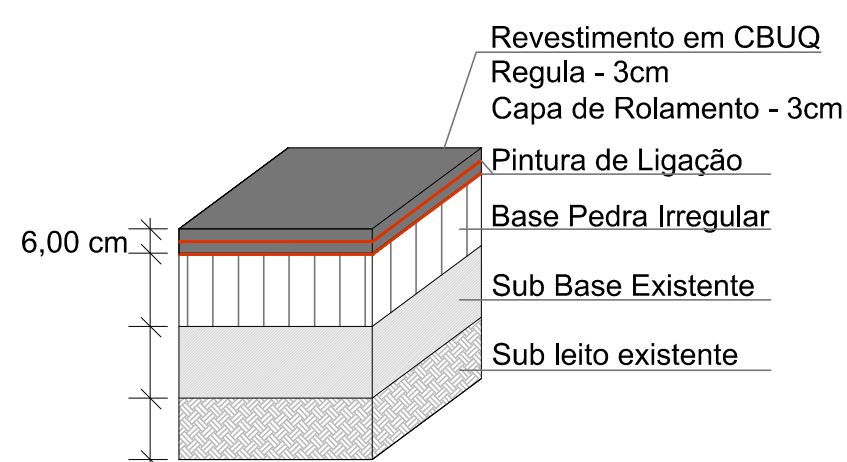 Revestimento em CBUQ
Regula - 3cm
Capa de Rolamento - 3cm
Pintura de Ligação
Base Pedra Irregular
6,00 cm
Sub Base Existente
Sub leito existente